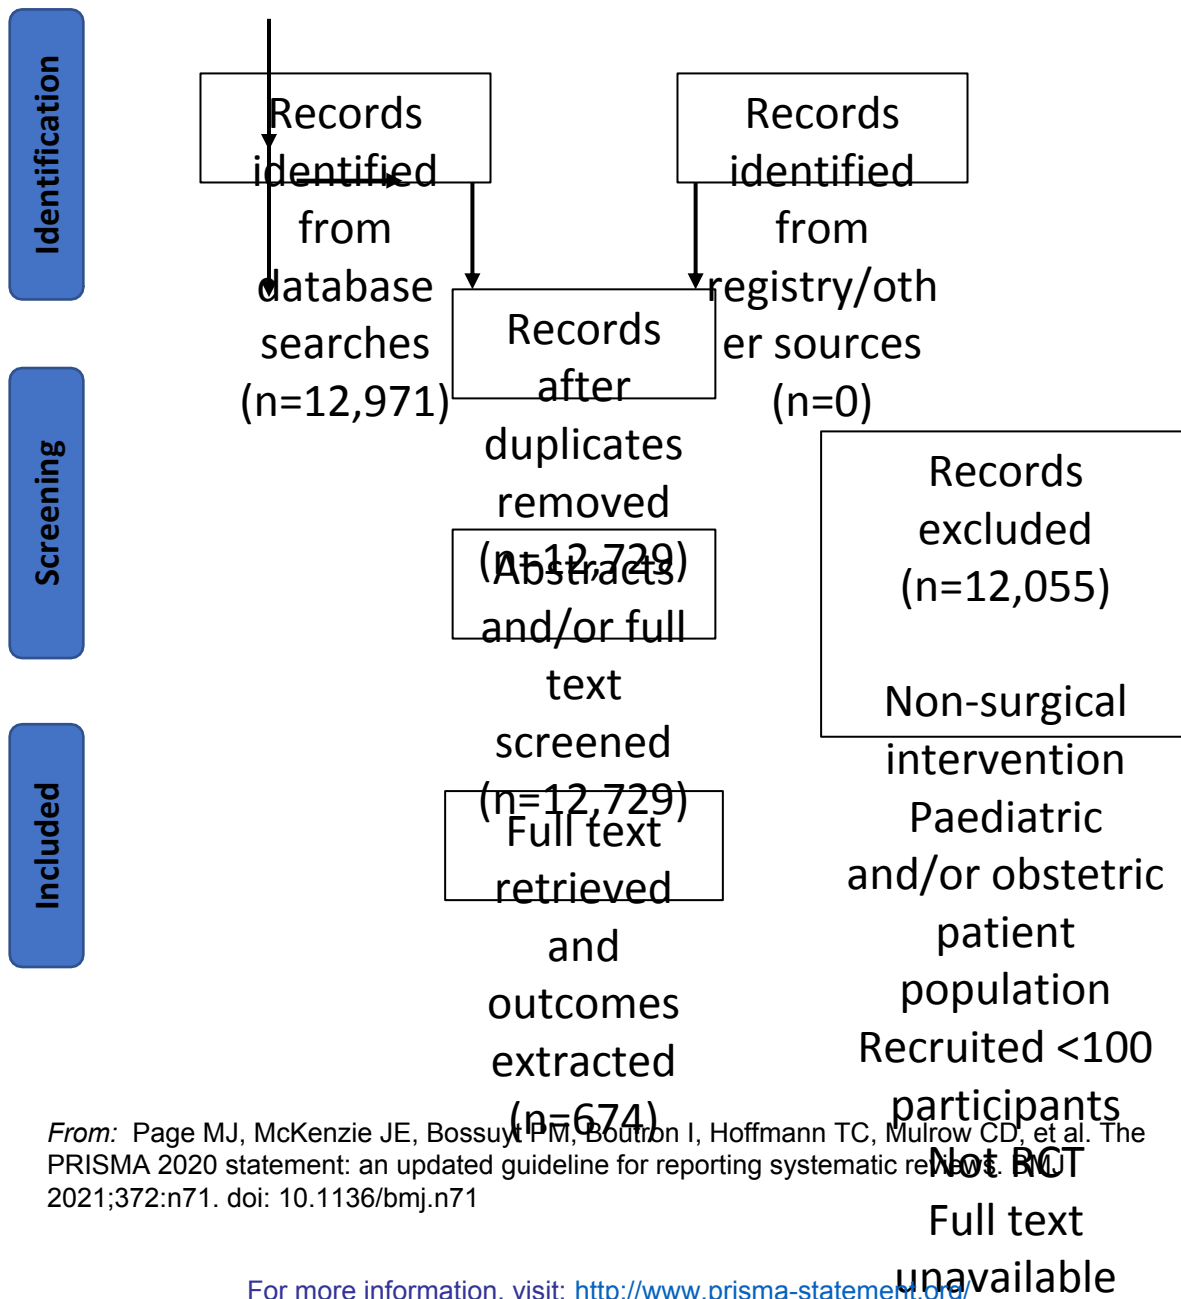 Identification
Records
identified
from
database
searches
(n=12,971)
Records
identified
from
registry/oth
er sources
(n=0)
Records
after
duplicates
removed
(n=12,729)
Screening
Abstracts
and/or full
text
screened
(n=12,729)
Records
excluded
(n=12,055)
Non-surgical
intervention
Paediatric
and/or obstetric
patient
population
Recruited <100
participants
Not RCT
Full text
unavailable
Included
Full text
retrieved
and
outcomes
extracted
(n=674)
From: Page MJ, McKenzie JE, Bossuyt PM, Boutron I, Hoffmann TC, Mulrow CD, et al. The
PRISMA 2020 statement: an updated guideline for reporting systematic reviews. BMJ
2021;372:n71. doi: 10.1136/bmj.n71
For more information, visit: http://www.prisma-statement.org/